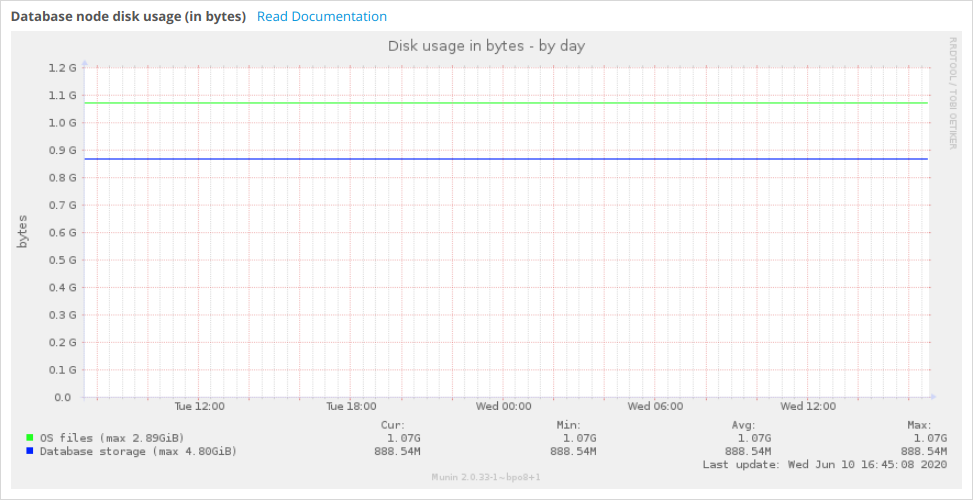 Database node disk usage (in bytes) Read Documentation
Disk usage in bytes - by day
RRDTOOL / TOBI OETIKER
bytes
1.2 G
1.1 G
1.0 G
0.9 G
0.8 G
0.7 G
0.6 G
0.5 G
0.4 G
0.3 G
0.2 G
0.1 G
0.0
Tue 12:00 Tue 18:00 Wed 00:00 Wed 06:00 Wed 12:00
Cur: Min: Avg: Max:
OS files (max 2.89GiB) 1.07G 1.07G 1.07G 1.07G
Database storage (max 4.80GiB) 888.54M 888.54M 888.54M 888.54M
Last update: Wed Jun 10 16:45:08 2020
Munin 2.0.33-1~bpo8+1